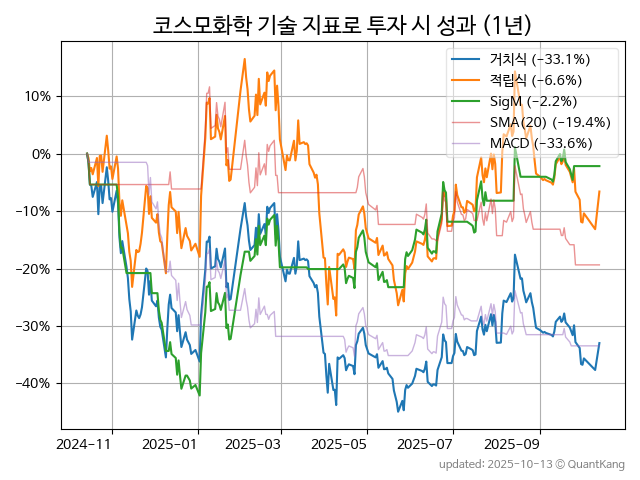 코스모화학 기술 지표로 투자 시 성과 (1년)
거치식 (−33.1%)
적립식 (−6.6%)
SigM (−2.2%)
SMA(20) (−19.4%)
MACD (−33.6%)
10%
0%
−10%
−20%
−30%
−40%
2024−11 2025−01 2025−03 2025−05 2025−07 2025−09
updated: 2025-10-13 © QuantKang